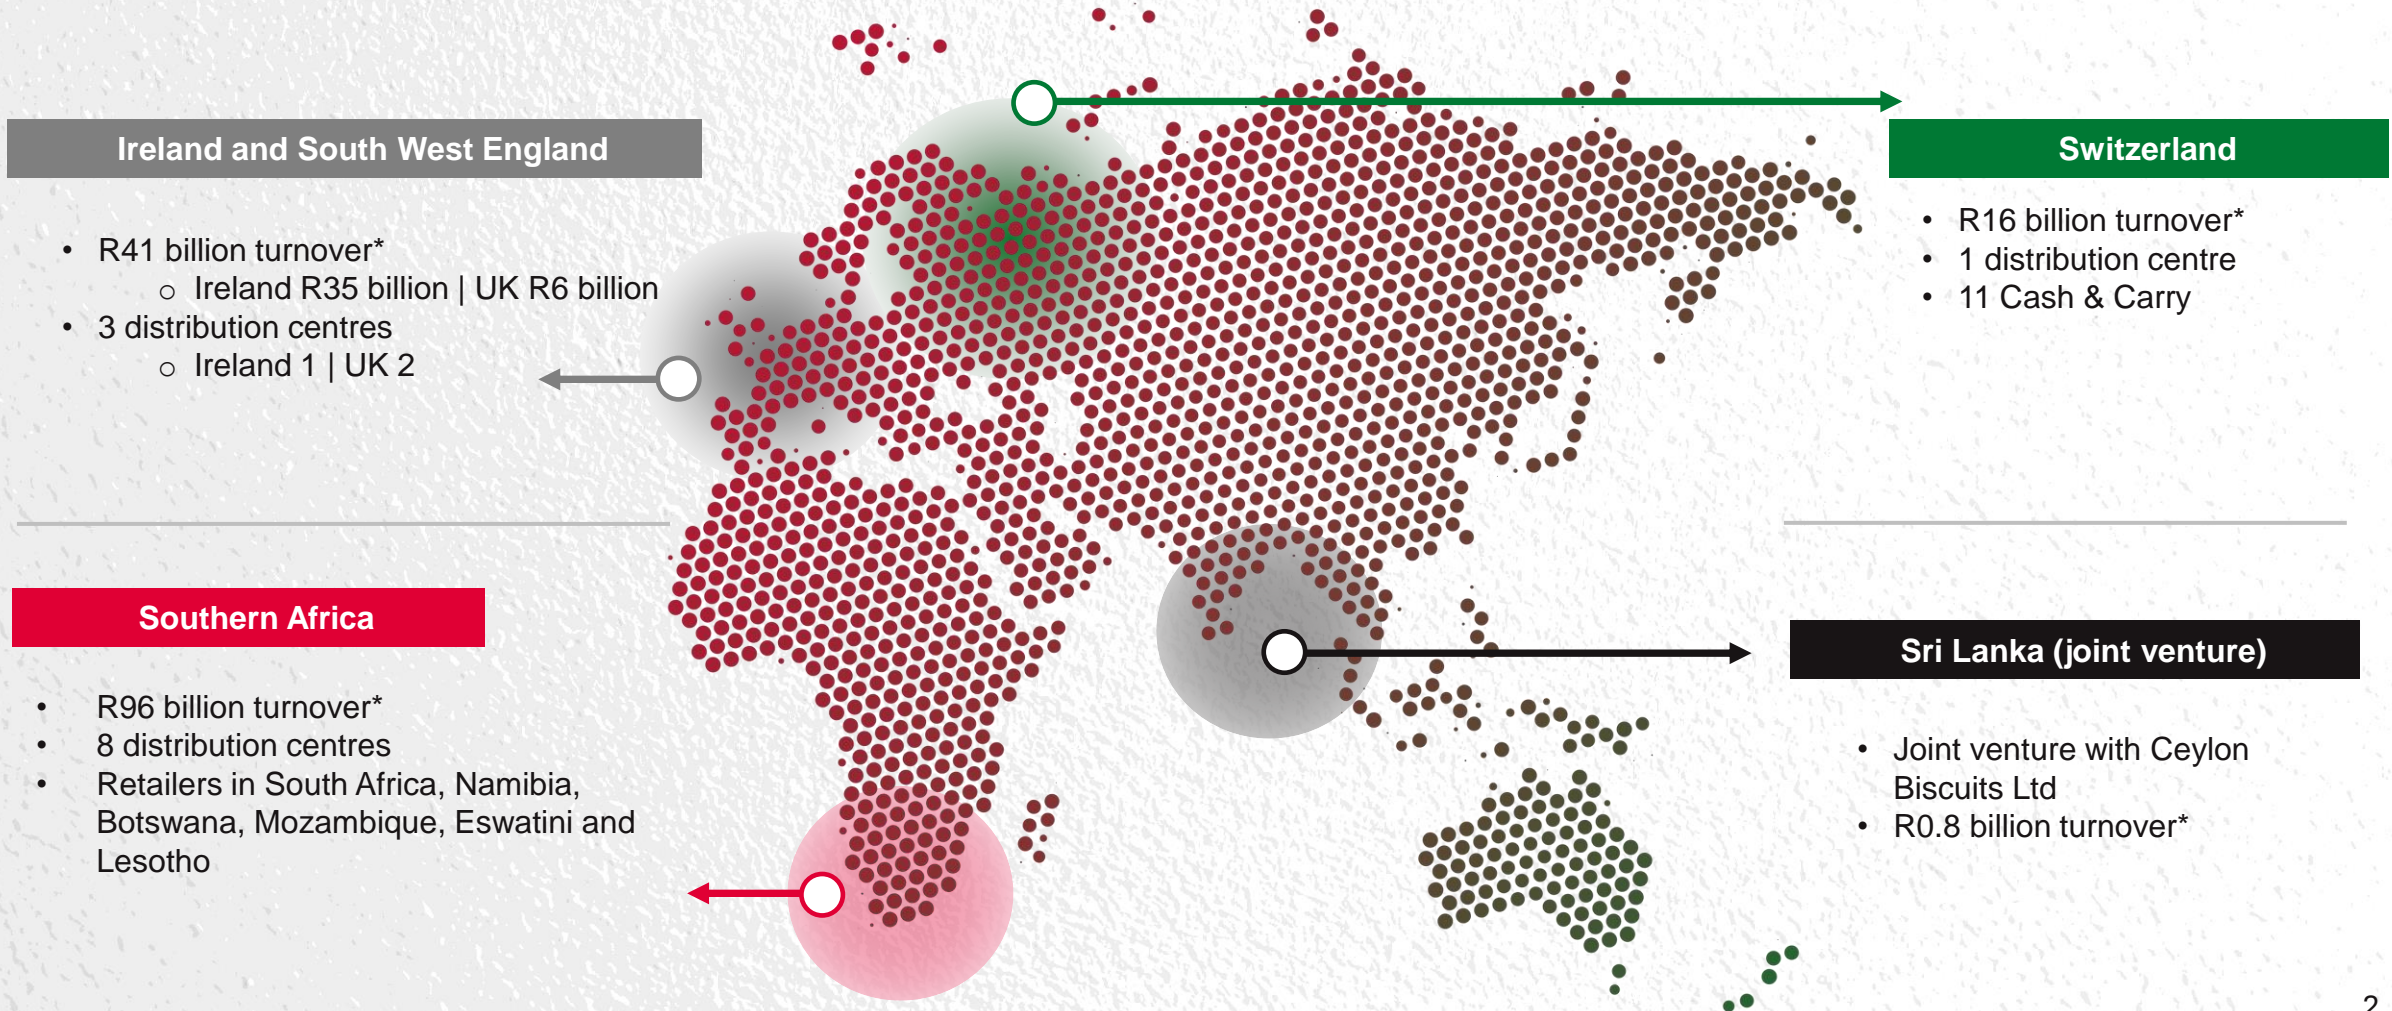 Ireland and South West England
• R41 billion turnover*
o Ireland R35 billion | UK R6 billion
• 3 distribution centres
o Ireland 1 | UK 2
Switzerland
• R16 billion turnover*
• 1 distribution centre
• 11 Cash & Carry
Southern Africa
• R96 billion turnover*
• 8 distribution centres
• Retailers in South Africa, Namibia,
Botswana, Mozambique, Eswatini and
Lesotho
Sri Lanka (joint venture)
• Joint venture with Ceylon
Biscuits Ltd
• R0.8 billion turnover*
2